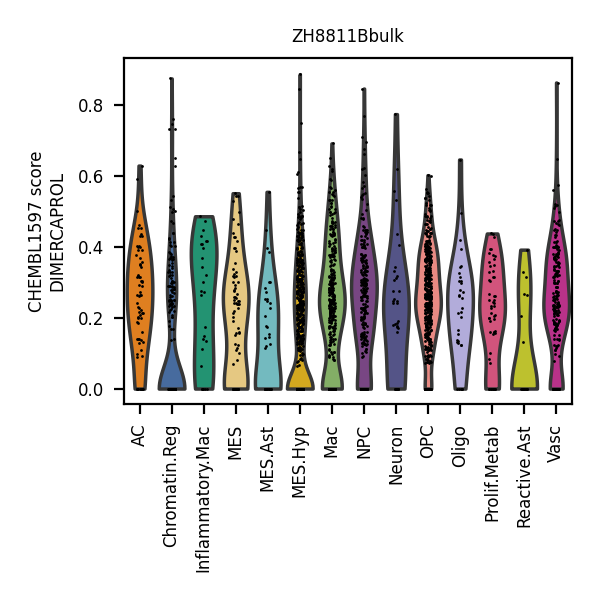 ZH8811Bbulk
CHEMBL1597 score
DIMERCAPROL
0.8
0.6
0.4
0.2
0.0
AC
Chromatin.Reg
Inflammatory.Mac
MES
MES.Ast
MES.Hyp
Mac
NPC
Neuron
OPC
Oligo
Prolif.Metab
Reactive.Ast
Vasc